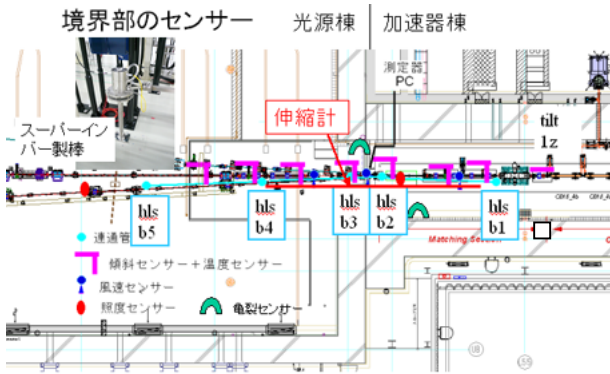 境界部のセンサー
光源棟
加速器棟
測定器
PC
伸縮計
スーパーイン
バー製棒
tilt
1z
hls
b5
hls
b4
hls
b3
hls
b2
hls
b1
連通管
傾斜センサー＋温度センサー
風速センサー
照度センサー
亀裂センサー
Matching Section